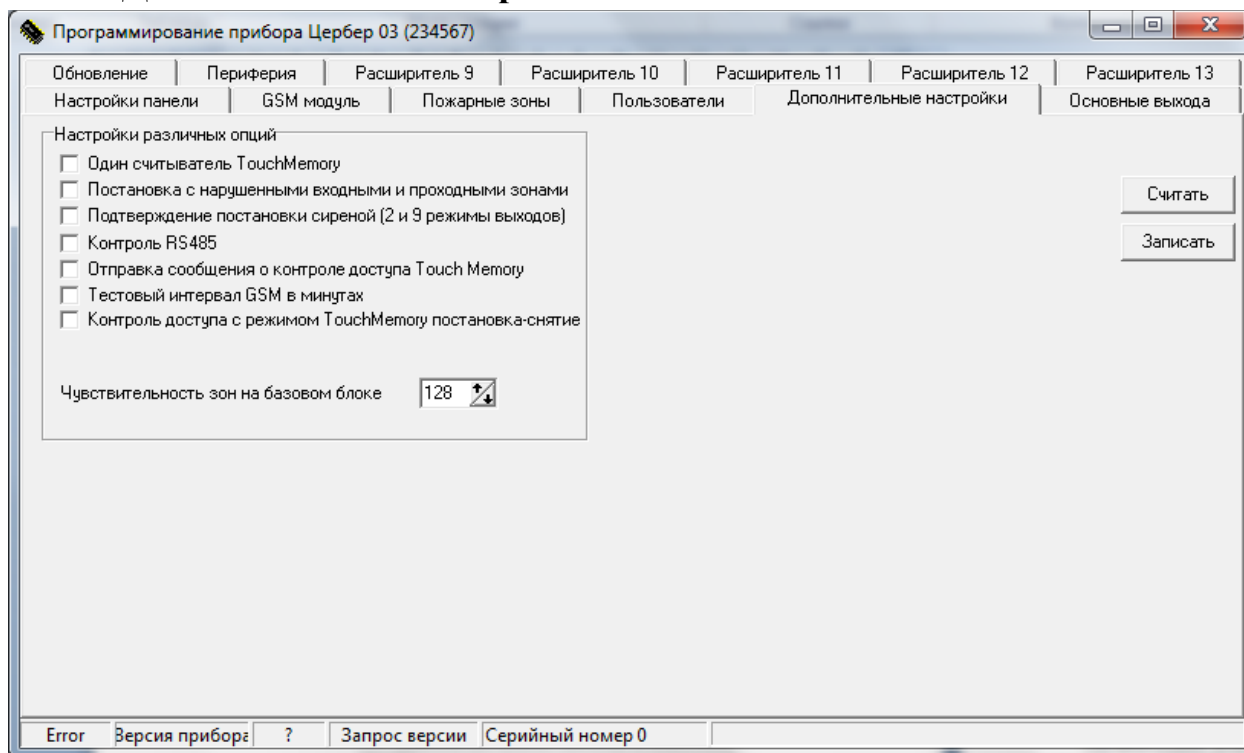 Программирование прибора Цербер 03 (234567)
Обновление Периферия Расширитель 9 Расширитель 10 Расширитель 11 Расширитель 12 Расширитель 13
Настройки панели GSM модуль Пожарные зоны Пользователи Дополнительные настройки Основные выхода
Настройки различных опций
Один считыватель TouchMemory
Постановка с нарушенными входными и проходными зонами
Считать
Подтверждение постановки сиреной (2 и 9 режимы выходов)
Контроль RS485
Записать
Отправка сообщения о контроле доступа Touch Memory
Тестовый интервал GSM в минутах
Контроль доступа с режимом TouchMemory постановка-снятие
Чувствительность зон на базовом блоке 128
Error Версия прибора ? Запрос версии Серийный номер 0